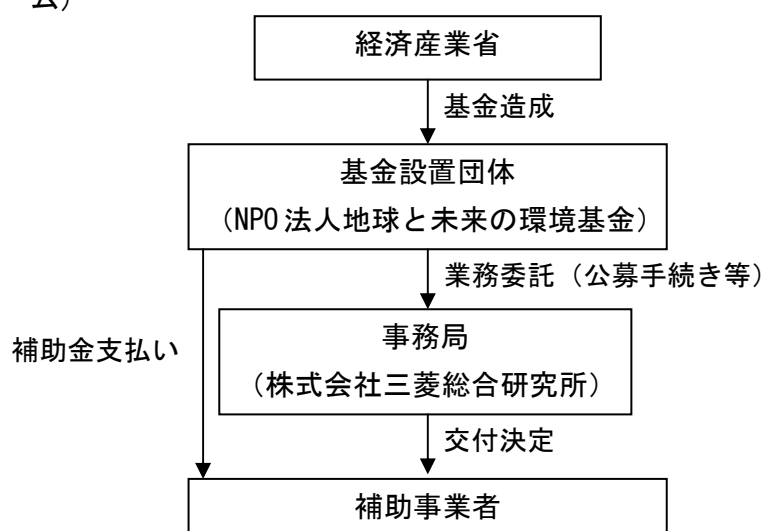 ム）
経済産業省
基金造成
基金設置団体
（NPO法人地球と未来の環境基金）
業務委託（公募手続き等）
補助金支払い
事務局
（株式会社三菱総合研究所）
交付決定
補助事業者